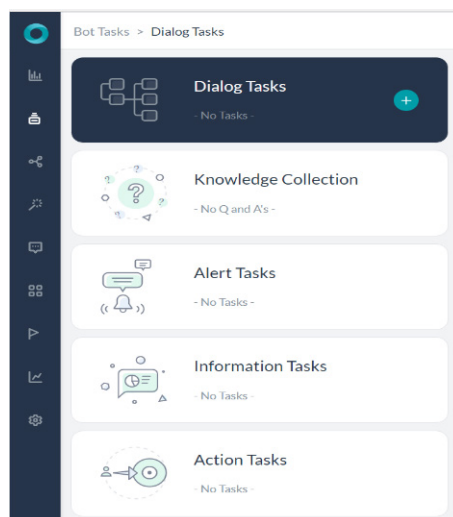 Bot Tasks > Dialog Tasks
Dialog Tasks
- No Tasks -
Knowledge Collection
- No Q and A's -
Alert Tasks
- No Tasks -
Information Tasks
- No Tasks -
Action Tasks
- No Tasks -